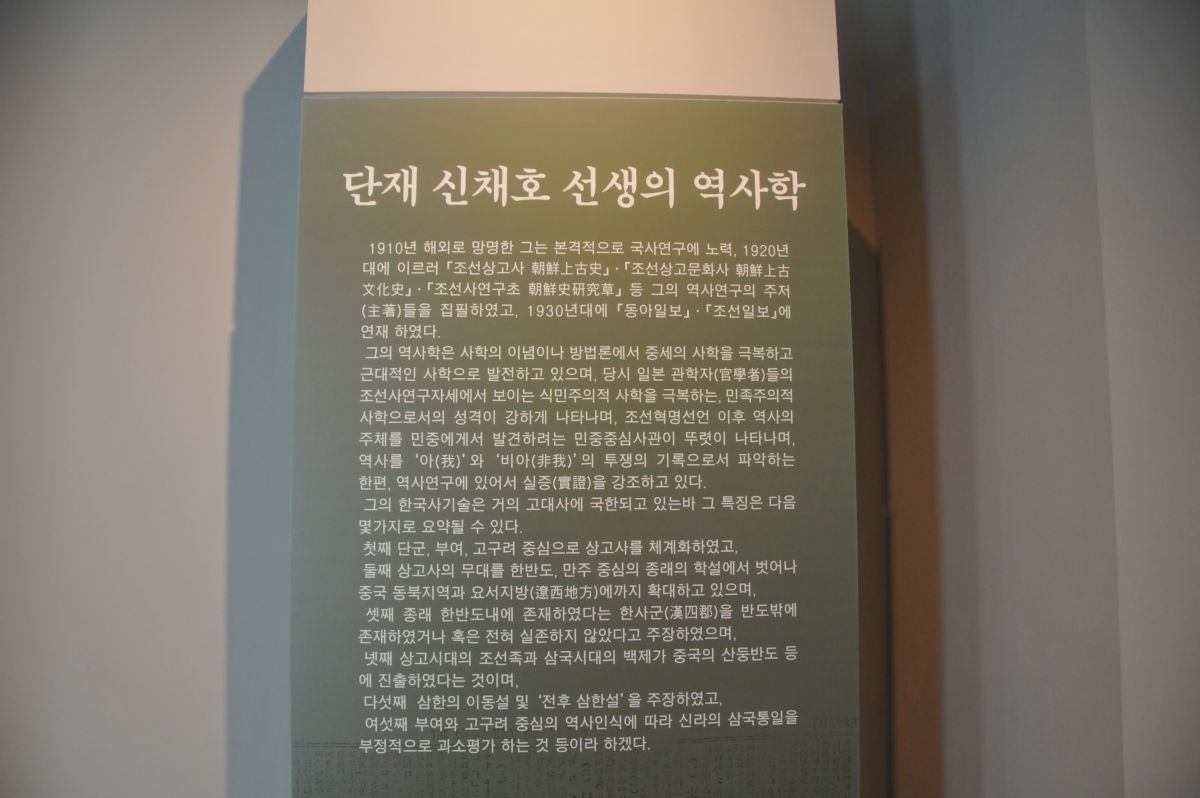 단재 신채호 선생의 역사학
1910년 해외로 망명한 그는 본격적으로 국사연구에 노력, 1920년
대에 이르러 「조선상고사 朝鮮上古史」·「조선상고문화사 朝鮮上古
文化史」·「조선사연구초 朝鮮史硏究草」 등 그의 역사연구의 주저
(主著)들을 집필하였고, 1930년대에 「동아일보」·「조선일보」에
연재 하였다.
그의 역사학은 사학의 이념이나 방법론에서 중세의 사학을 극복하고
근대적인 사학으로 발전하고 있으며, 당시 일본 관학자(官學者)들의
조선사연구자세에서 보이는 식민주의적 사학을 극복하는, 민족주의적
사학으로서의 성격이 강하게 나타나며, 조선혁명선언 이후 역사의
주체를 민중에게서 발견하려는 민중중심사관이 뚜렷이 나타나며,
역사를 ‘아(我)’와 ‘비아(非我)’의 투쟁의 기록으로서 파악하는
한편, 역사연구에 있어서 실증(實證)을 강조하고 있다.
그의 한국사기술은 거의 고대사에 국한되고 있는바 그 특징은 다음
몇가지로 요약될 수 있다.
첫째 단군, 부여, 고구려 중심으로 상고사를 체계화하였고,
둘째 상고사의 무대를 한반도, 만주 중심의 종래의 학설에서 벗어나
중국 동북지역과 요서지방(遼西地方)에까지 확대하고 있으며,
셋째 종래 한반도내에 존재하였다는 한사군(漢四郡)을 반도밖에
존재하였거나 혹은 전혀 실존하지 않았다고 주장하였으며,
넷째 상고시대의 조선족과 삼국시대의 백제가 중국의 산둥반도 등
에 진출하였다는 것이며,
다섯째 삼한의 이동설 및 ‘전후 삼한설’을 주장하였고,
여섯째 부여와 고구려 중심의 역사인식에 따라 신라의 삼국통일을
부정적으로 과소평가 하는 것 등이라 하겠다.